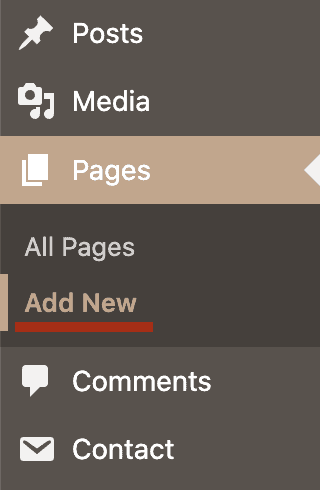 Posts
Media
Pages
All Pages
Add New
Comments
Contact